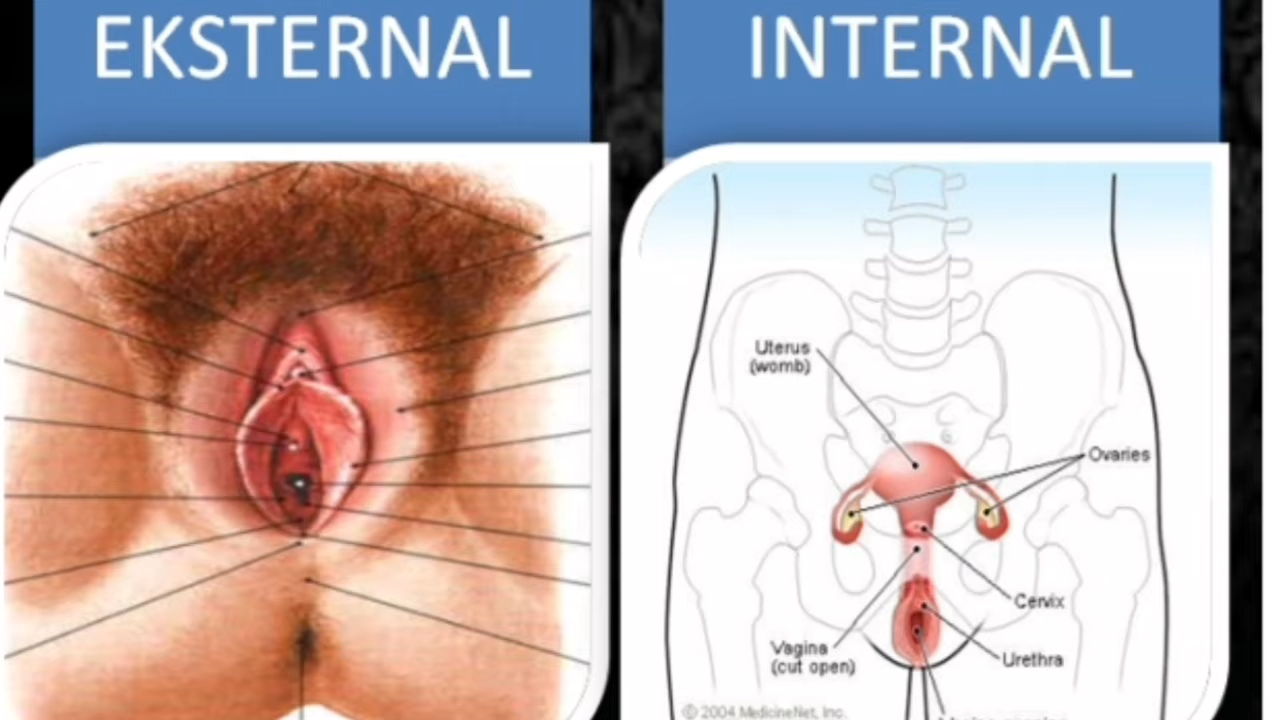 EKSTERNAL
INTERNAL
Uterus
(womb)
Ovaries
Cervix
Vagina
(cut open)
Urethra
© 2004 MedicineNet, Inc.